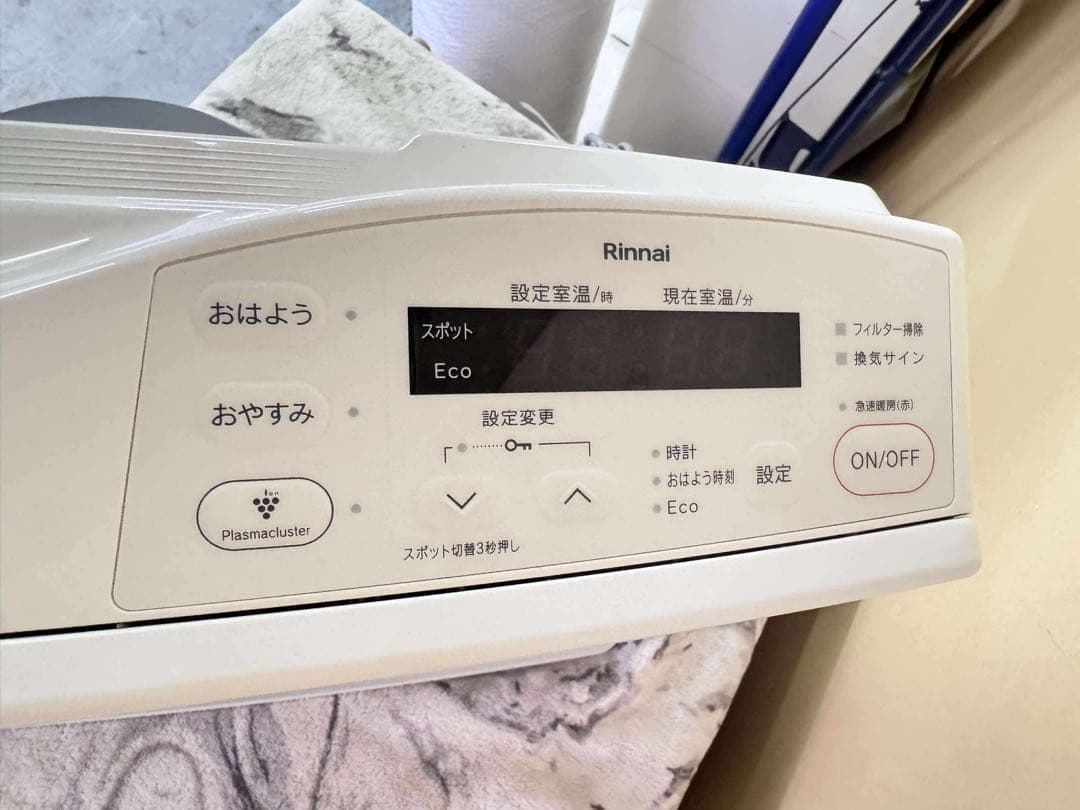 Rinnai
設定室温/時 現在室温/分
おはよう
スポット
Eco
フィルター掃除
換気サイン
おやすみ
設定変更
急速暖房(赤)
ON/OFF
時計
おはよう時刻
Eco
設定
ion
Plasmacluster
スポット切替3秒押し